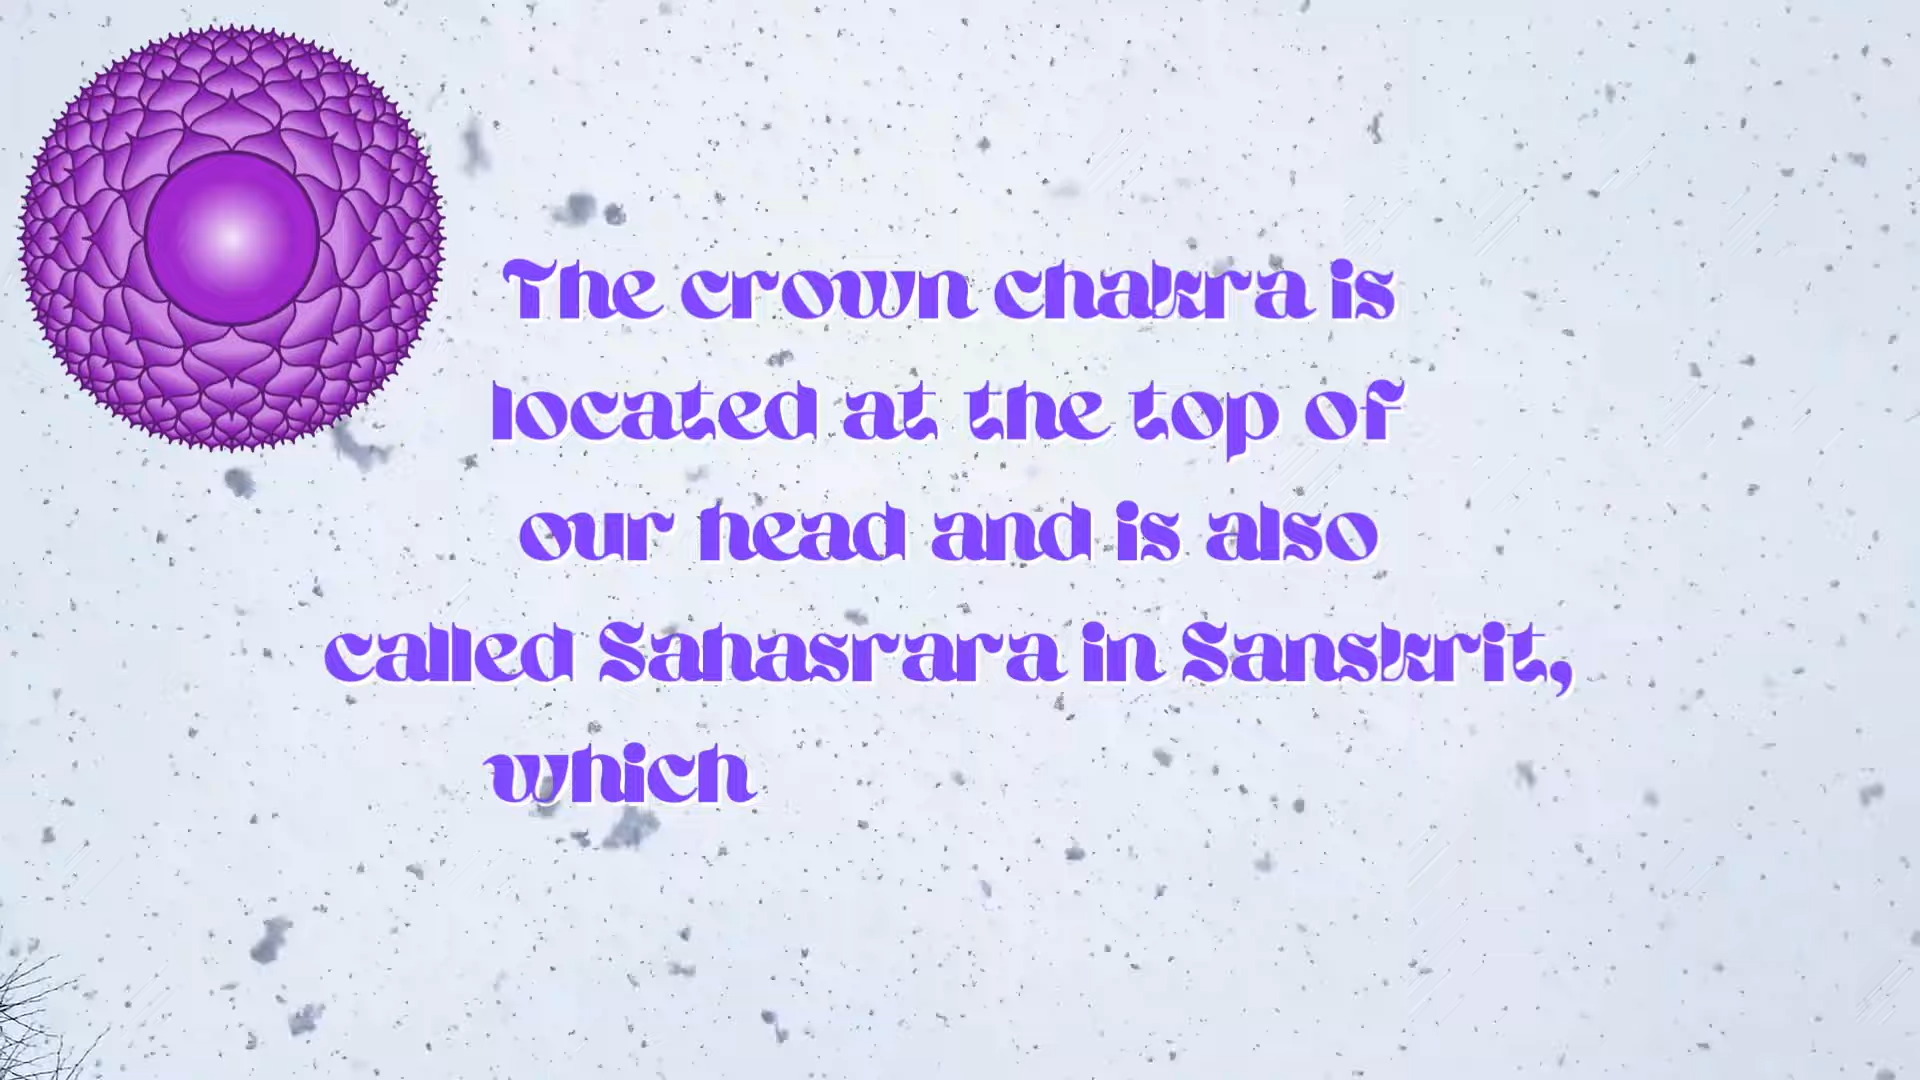 The crown chakra is
located at the top of
our head and is also
called Sahasrara in Sanskrit,
which